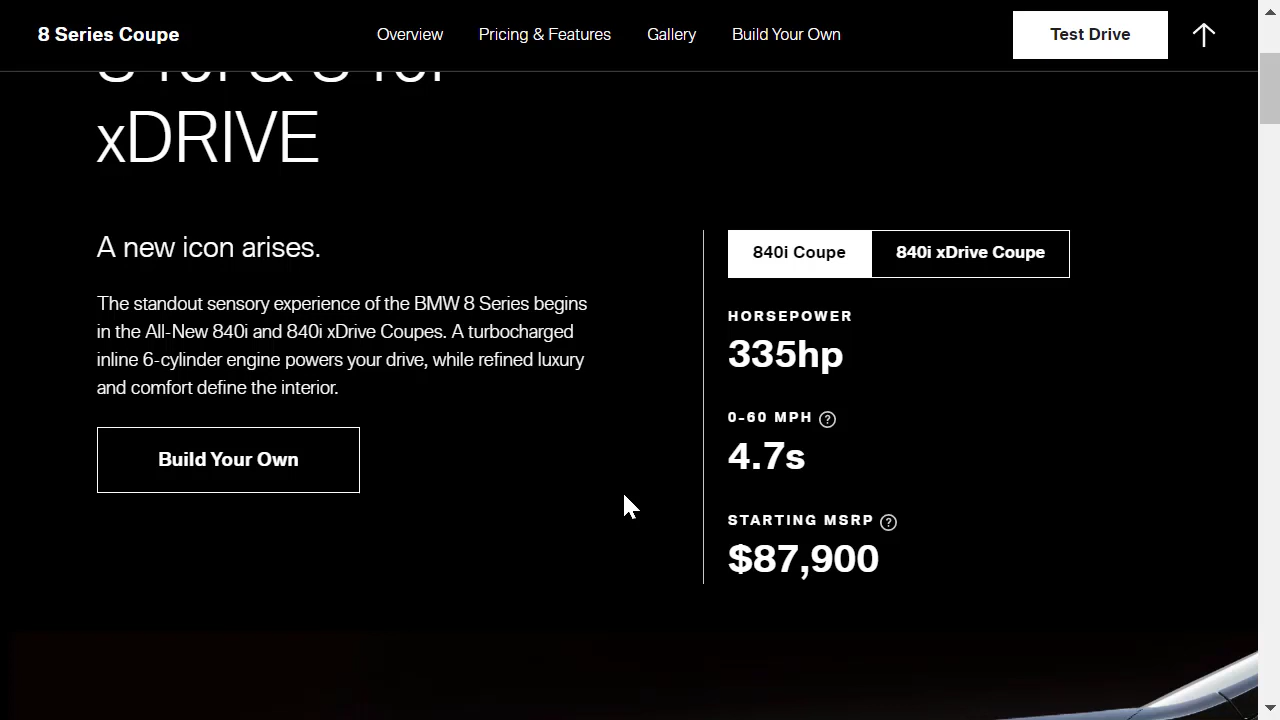 8 Series Coupe
Overview
Pricing & Features
Gallery
Build Your Own
Test Drive
xDRIVE
A new icon arises.
The standout sensory experience of the BMW 8 Series begins
in the All-New 840i and 840i xDrive Coupes. A turbocharged
inline 6-cylinder engine powers your drive, while refined luxury
and comfort define the interior.
Build Your Own
840i Coupe
840i xDrive Coupe
HORSEPOWER
335hp
0-60 MPH ?
4.7s
STARTING MSRP ?
$87,900